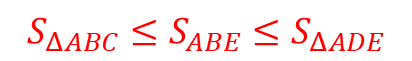 S_{ΔABC} ≤ S_{ABE} ≤ S_{ΔADE}